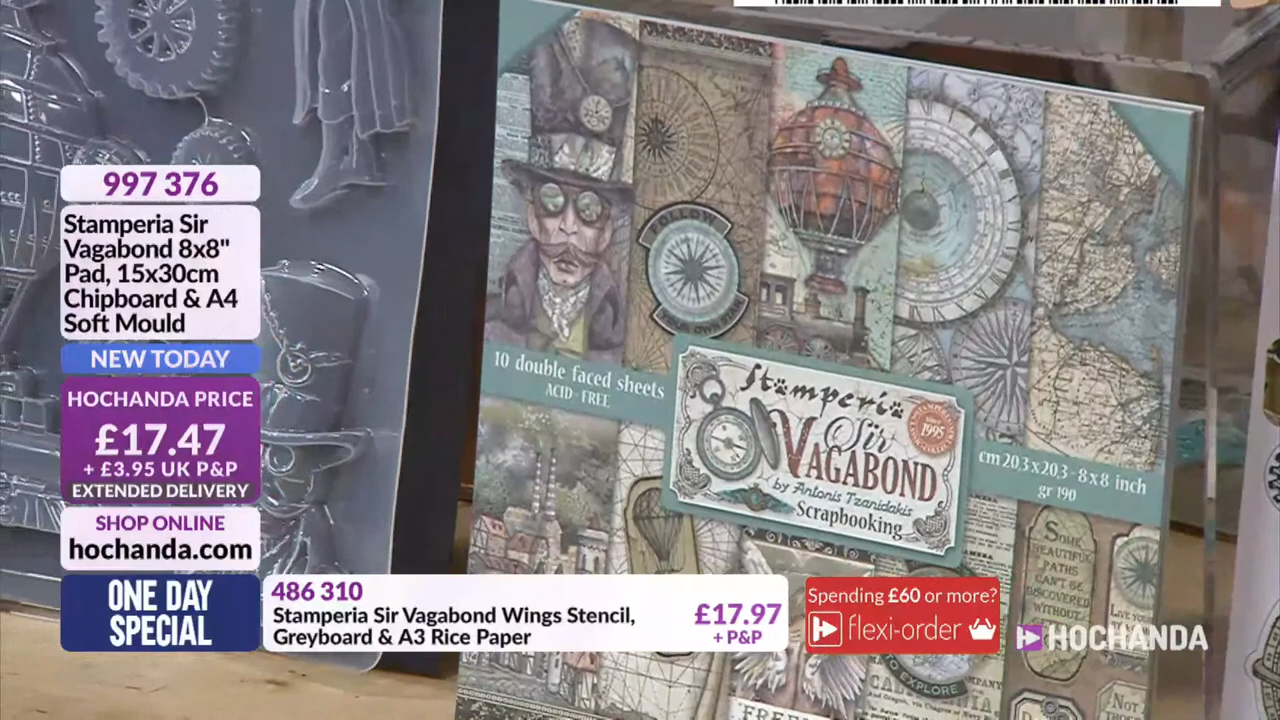 997 376
Stamperia Sir
Vagabond 8x8"
Pad, 15x30cm
Chipboard & A4
Soft Mould
NEW TODAY
HOCHANDA PRICE
£17.47
+ £3.95 UK P&P
EXTENDED DELIVERY
SHOP ONLINE
hochanda.com
ONE DAY
SPECIAL
486 310
Stamperia Sir Vagabond Wings Stencil,
Greyboard & A3 Rice Paper
£17.97
+ P&P
Spending £60 or more?
flexi-order
HOCHANDA
FOLLOW
YOUR OWN
10 double faced sheets
ACID - FREE
Stamperia
1995
Sir
VAGABOND
by Antonis Tzanidakis
Scrapbooking
cm 20,3 x 20,3 - 8 x 8 inch
gr 190
SOME
BEAUTIFUL
PATHS
CAN'T BE
DISCOVERED
WITHOUT
EXPLORE